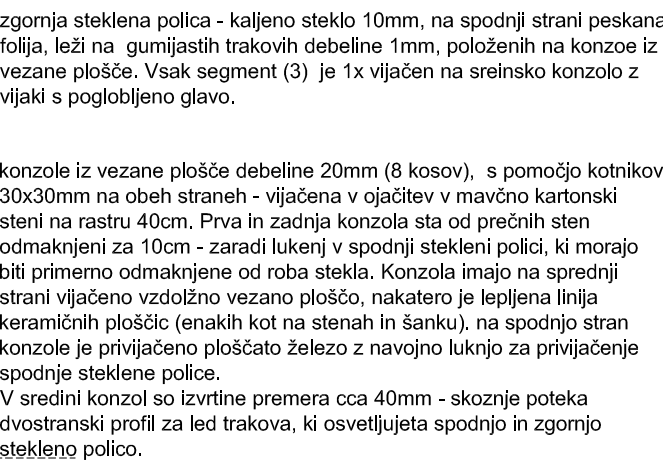 zgornja steklena polica - kaljeno steklo 10mm, na spodnji strani peskana
folija, leži na  gumijastih trakovih debeline 1mm, položenih na konzoe iz
vezane plošče. Vsak segment (3)  je 1x vijačen na sreinsko konzolo z
vijaki s poglobljeno glavo.
konzole iz vezane plošče debeline 20mm (8 kosov),  s pomočjo kotnikov
30x30mm na obeh straneh - vijačena v ojačitev v mavčno kartonski
steni na rastru 40cm. Prva in zadnja konzola sta od prečnih sten
odmaknjeni za 10cm - zaradi lukenj v spodnji stekleni polici, ki morajo
biti primerno odmaknjene od roba stekla. Konzola imajo na sprednji
strani vijačeno vzdolžno vezano ploščo, nakatero je lepljena linija
keramičnih ploščic (enakih kot na stenah in šanku). na spodnjo stran
konzole je privijačeno ploščato železo z navojno luknjo za privijačenje
spodnje steklene police.
V sredini konzol so izvrtine premera cca 40mm - skoznje poteka
dvostranski profil za led trakova, ki osvetljujeta spodnjo in zgornjo
stekleno polico.